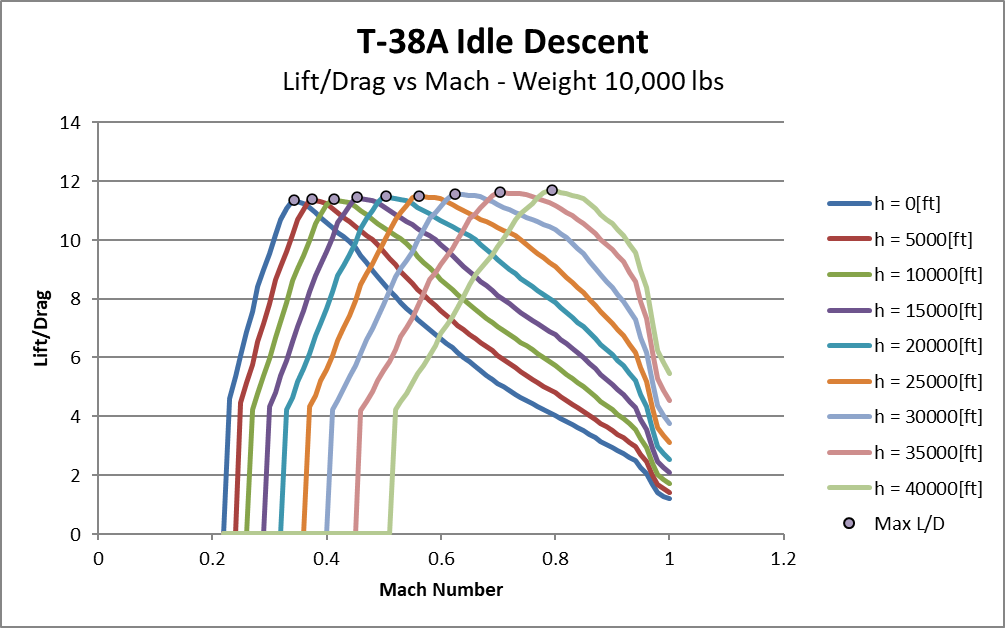 T-38A Idle Descent
Lift/Drag vs Mach - Weight 10,000 lbs
Lift/Drag
14
12
10
8
6
4
2
0
0
0.2
0.4
0.6
0.8
1
1.2
Mach Number
h = 0[ft]
h = 5000[ft]
h = 10000[ft]
h = 15000[ft]
h = 20000[ft]
h = 25000[ft]
h = 30000[ft]
h = 35000[ft]
h = 40000[ft]
Max L/D